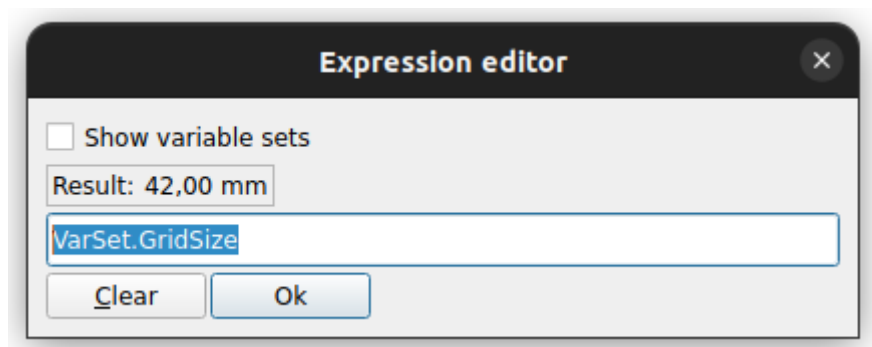 Expression editor
Show variable sets
Result: 42,00 mm
VarSet.GridSize
Clear Ok